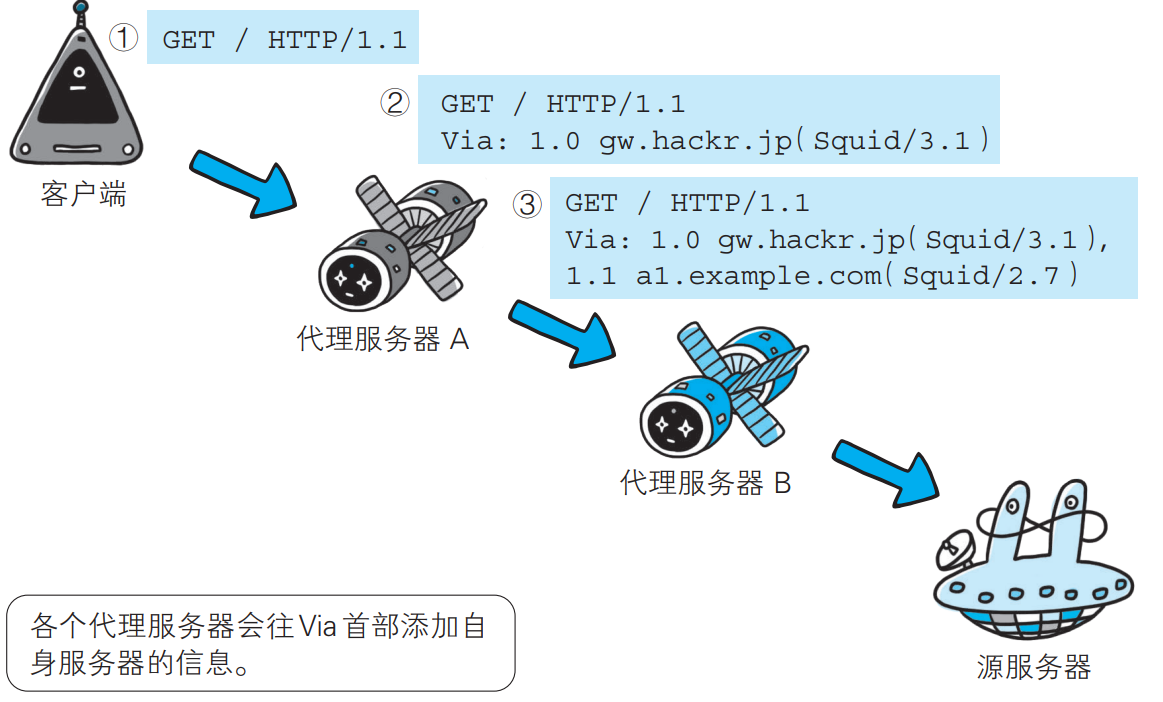 ① GET / HTTP/1.1
② GET / HTTP/1.1
Via: 1.0 gw.hackr.jp(Squid/3.1)
客户端
③ GET / HTTP/1.1
Via: 1.0 gw.hackr.jp(Squid/3.1),
1.1 a1.example.com(Squid/2.7)
代理服务器 A
代理服务器 B
各个代理服务器会往Via首部添加自
身服务器的信息。
源服务器